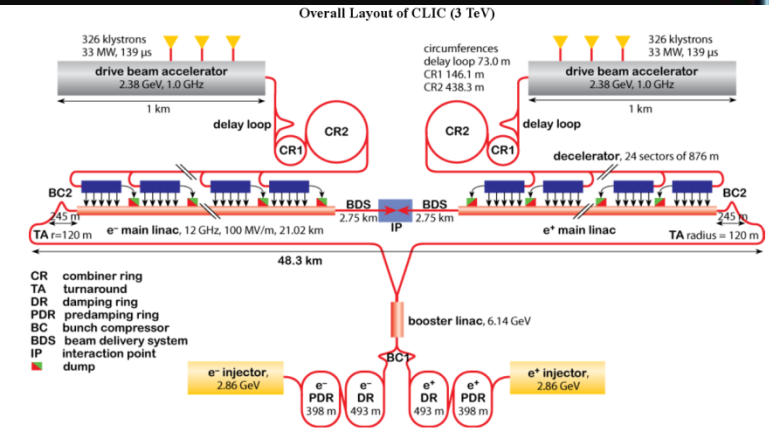 Overall Layout of CLIC (3 TeV)
326 klystrons
33 MW, 139 μs
drive beam accelerator
2.38 GeV, 1.0 GHz
1 km
delay loop
CR1
CR2
circumferences
delay loop 73.0 m
CR1 146.1 m
CR2 438.3 m
326 klystrons
33 MW, 139 μs
drive beam accelerator
2.38 GeV, 1.0 GHz
1 km
CR2
CR1
delay loop
decelerator, 24 sectors of 876 m
BC2
245 m
TA r=120 m
e⁻ main linac, 12 GHz, 100 MV/m, 21.02 km
BDS
2.75 km
IP
BDS
2.75 km
e⁺ main linac
BC2
245 m
TA radius = 120 m
48.3 km
CR combiner ring
TA turnaround
DR damping ring
PDR predamping ring
BC bunch compressor
BDS beam delivery system
IP interaction point
dump
booster linac, 6.14 GeV
BC1
e⁻ injector,
2.86 GeV
e⁻
PDR
398 m
e⁻
DR
493 m
e⁺
DR
493 m
e⁺
PDR
398 m
e⁺ injector,
2.86 GeV